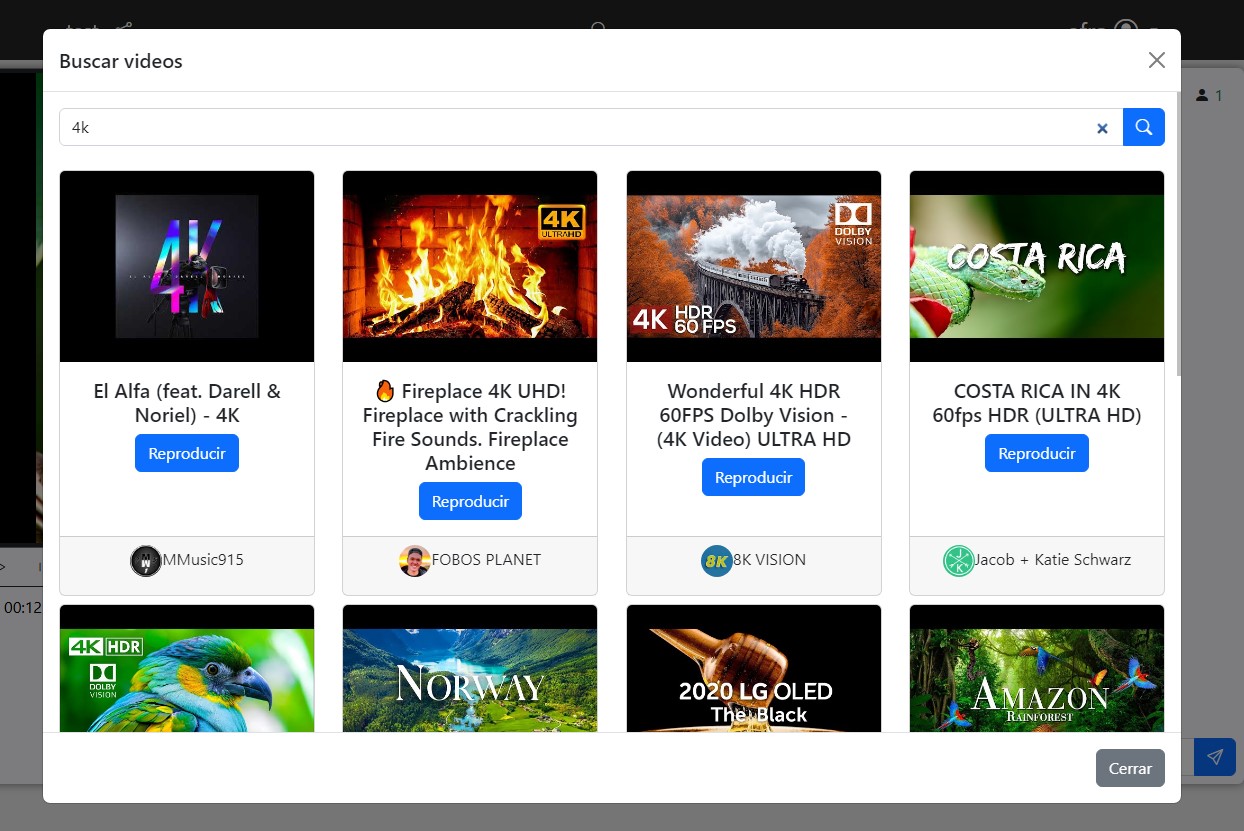 Buscar videos
1
4k
4K
4K
ULTRA HD
DOLBY
VISION
4K HDR
60 FPS
COSTA RICA
El Alfa (feat. Darell &
Noriel) - 4K
Reproducir
🔥 Fireplace 4K UHD!
Fireplace with Crackling
Fire Sounds. Fireplace
Ambience
Reproducir
Wonderful 4K HDR
60FPS Dolby Vision -
(4K Video) ULTRA HD
Reproducir
COSTA RICA IN 4K
60fps HDR (ULTRA HD)
Reproducir
MMusic915
FOBOS PLANET
8K
8K VISION
Jacob + Katie Schwarz
00:12
4K HDR
DOLBY
VISION
NORWAY
2020 LG OLED
The Black
AMAZON
RAINFOREST
Cerrar